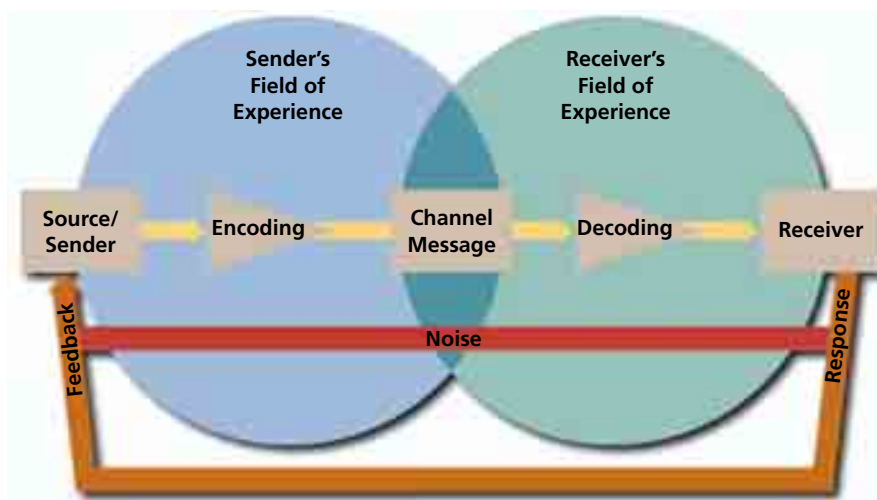 Sender's
Field of
Experience
Receiver's
Field of
Experience
Source/
Sender
Encoding
Channel
Message
Decoding
Receiver
Feedback
Noise
Response